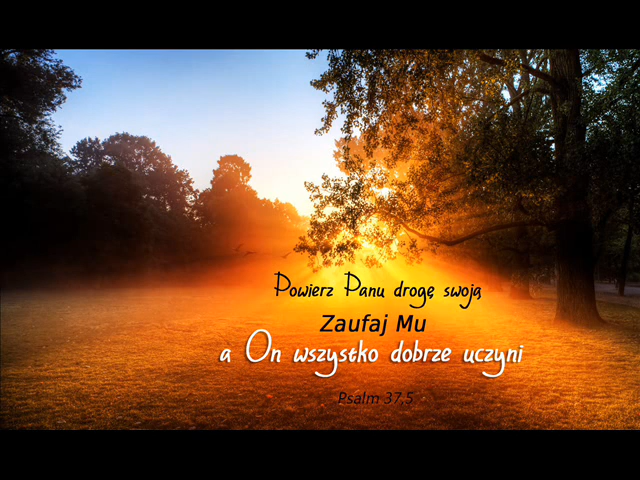 Powierz Panu drogę swoją
Zaufaj Mu
a On wszystko dobrze uczyni
Psalm 37,5